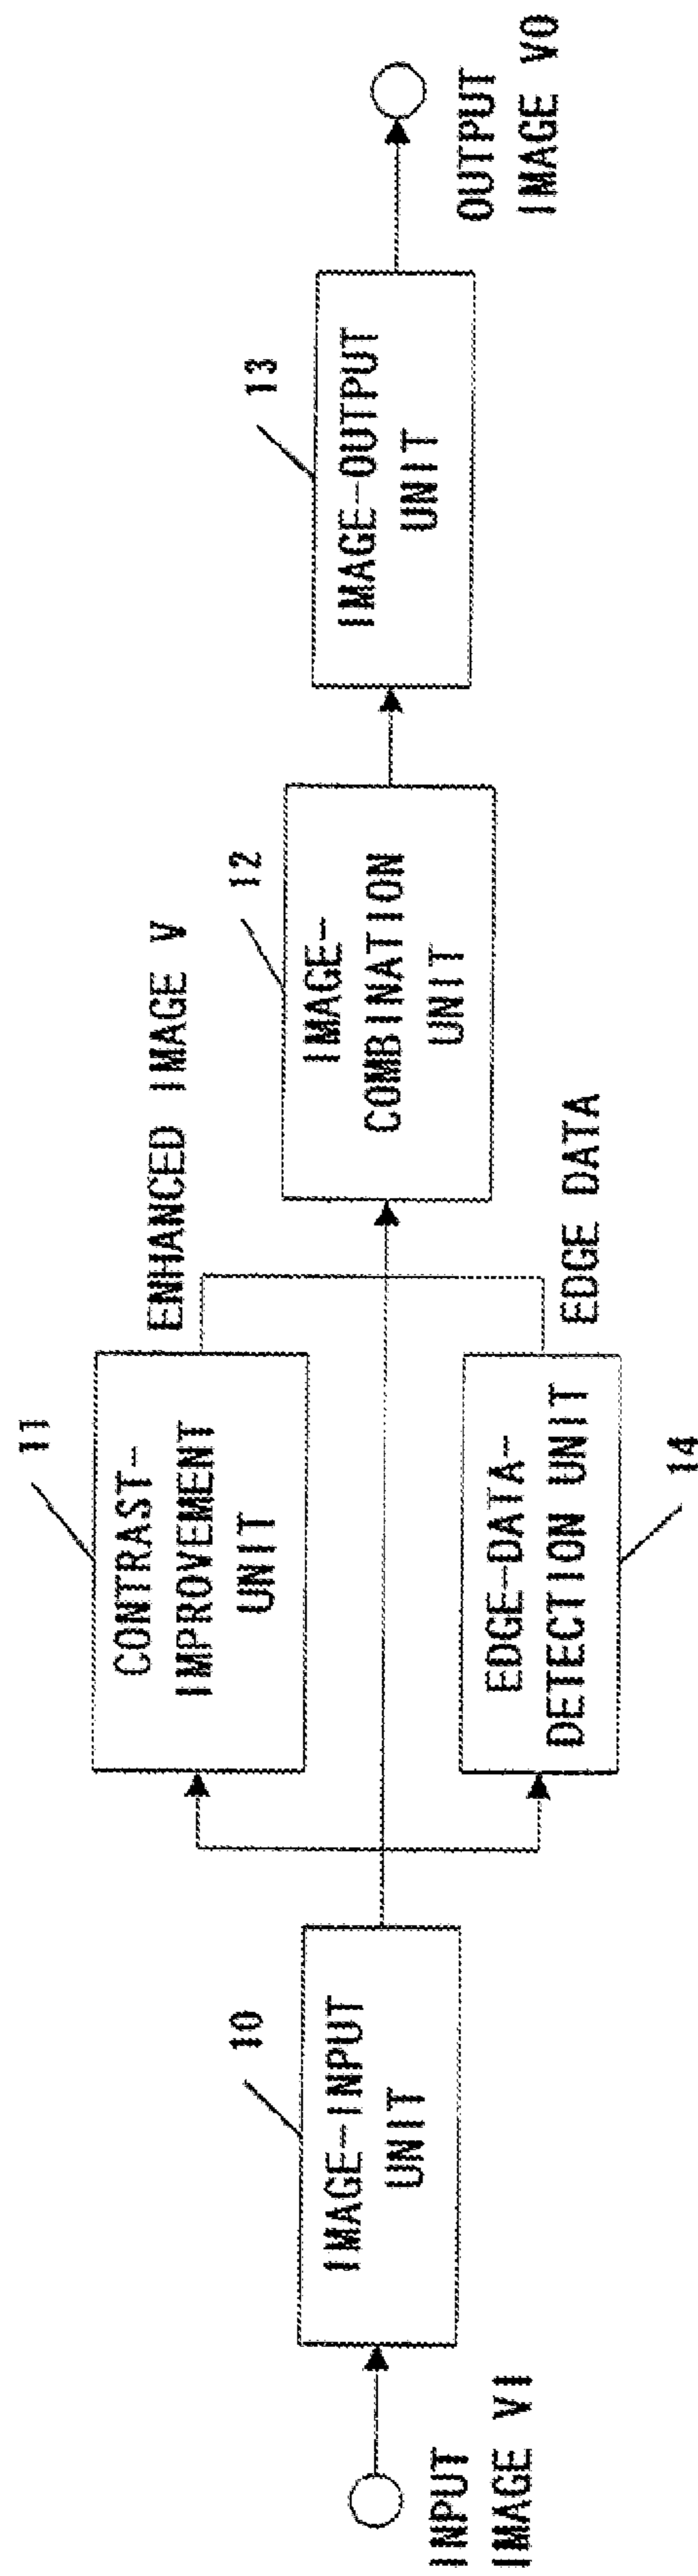 INPUT
IMAGE VI
10
IMAGE-INPUT
UNIT
11
CONTRAST-
IMPROVEMENT
UNIT
ENHANCED IMAGE V
EDGE-DATA-
DETECTION UNIT
14
EDGE DATA
12
IMAGE-
COMBINATION
UNIT
13
IMAGE-OUTPUT
UNIT
OUTPUT
IMAGE VO